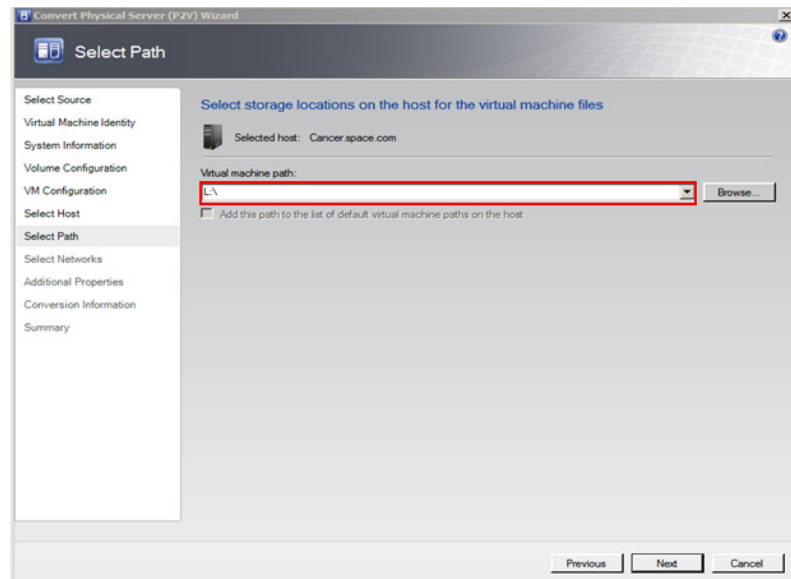 Convert Physical Server (P2V) Wizard
Select Path
Select Source
Virtual Machine Identity
System Information
Volume Configuration
VM Configuration
Select Host
Select Path
Select Networks
Additional Properties
Conversion Information
Summary
Select storage locations on the host for the virtual machine files
Selected host: Cancer.space.com
Virtual machine path:
L:\
Browse...
Add this path to the list of default virtual machine paths on the host
Previous Next Cancel